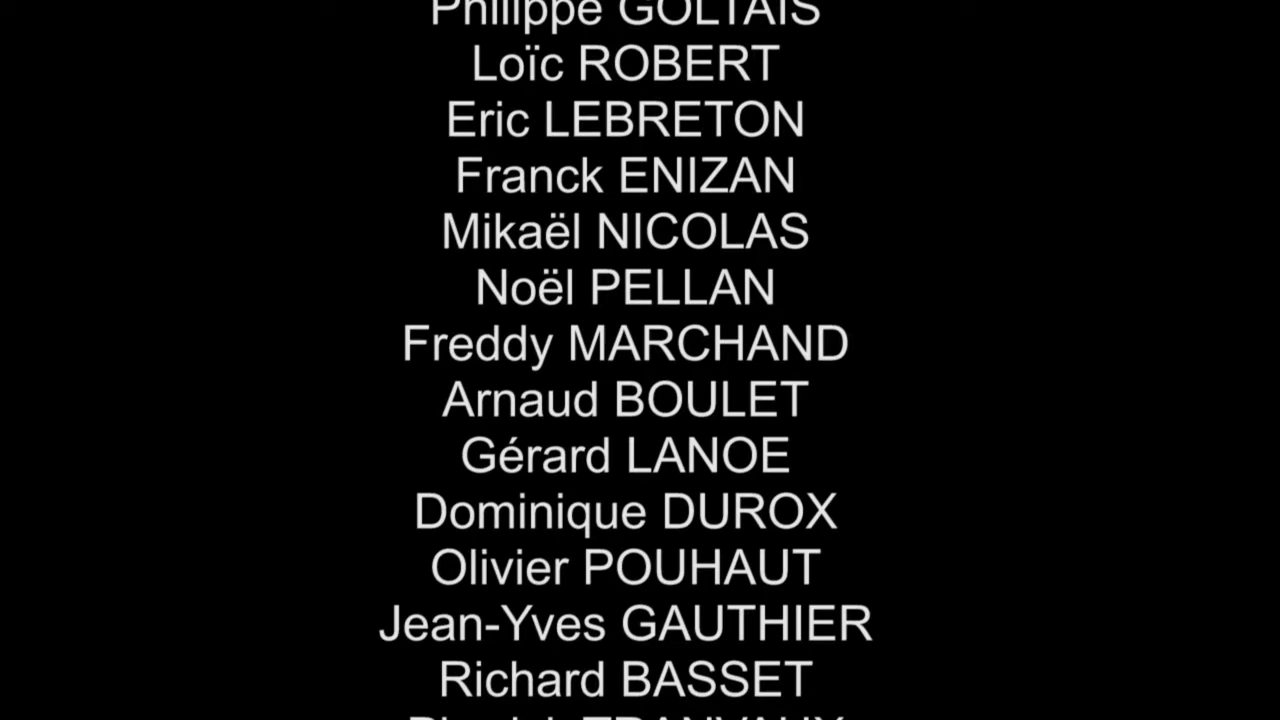 Philippe GOLTAIS
Loïc ROBERT
Eric LEBRETON
Franck ENIZAN
Mikaël NICOLAS
Noël PELLAN
Freddy MARCHAND
Arnaud BOULET
Gérard LANOE
Dominique DUROX
Olivier POUHAUT
Jean-Yves GAUTHIER
Richard BASSET